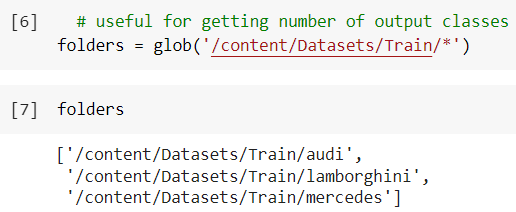 [6] # useful for getting number of output classes
folders = glob('/content/Datasets/Train/*')
[7] folders
['/content/Datasets/Train/audi',
'/content/Datasets/Train/lamborghini',
'/content/Datasets/Train/mercedes']